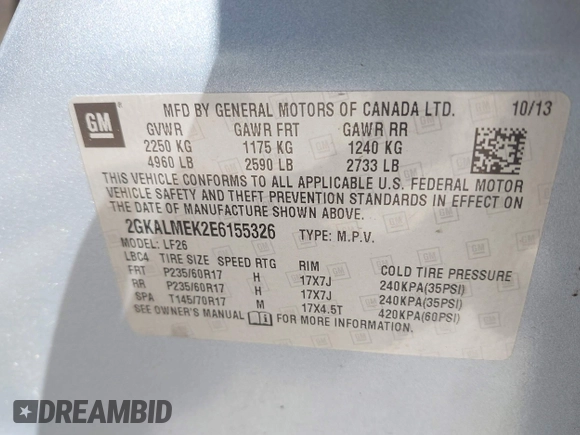 GM
MFD BY GENERAL MOTORS OF CANADA LTD. 10/13
GVWR GAWR FRT GAWR RR
2250 KG 1175 KG 1240 KG
4960 LB 2590 LB 2733 LB
THIS VEHICLE CONFORMS TO ALL APPLICABLE U.S. FEDERAL MOTOR
VEHICLE SAFETY AND THEFT PREVENTION STANDARDS IN EFFECT ON
THE DATE OF MANUFACTURE SHOWN ABOVE.
2GKALMEK2E6155326 TYPE: M.P.V.
MODEL: LF26
LBC4 TIRE SIZE SPEED RTG RIM COLD TIRE PRESSURE
FRT P235/60R17 H 17X7J 240KPA(35PSI)
RR P235/60R17 H 17X7J 240KPA(35PSI)
SPA T145/70R17 M 17X4.5T 420KPA(60PSI)
SEE OWNER'S MANUAL FOR MORE INFORMATION.
DREAMBID